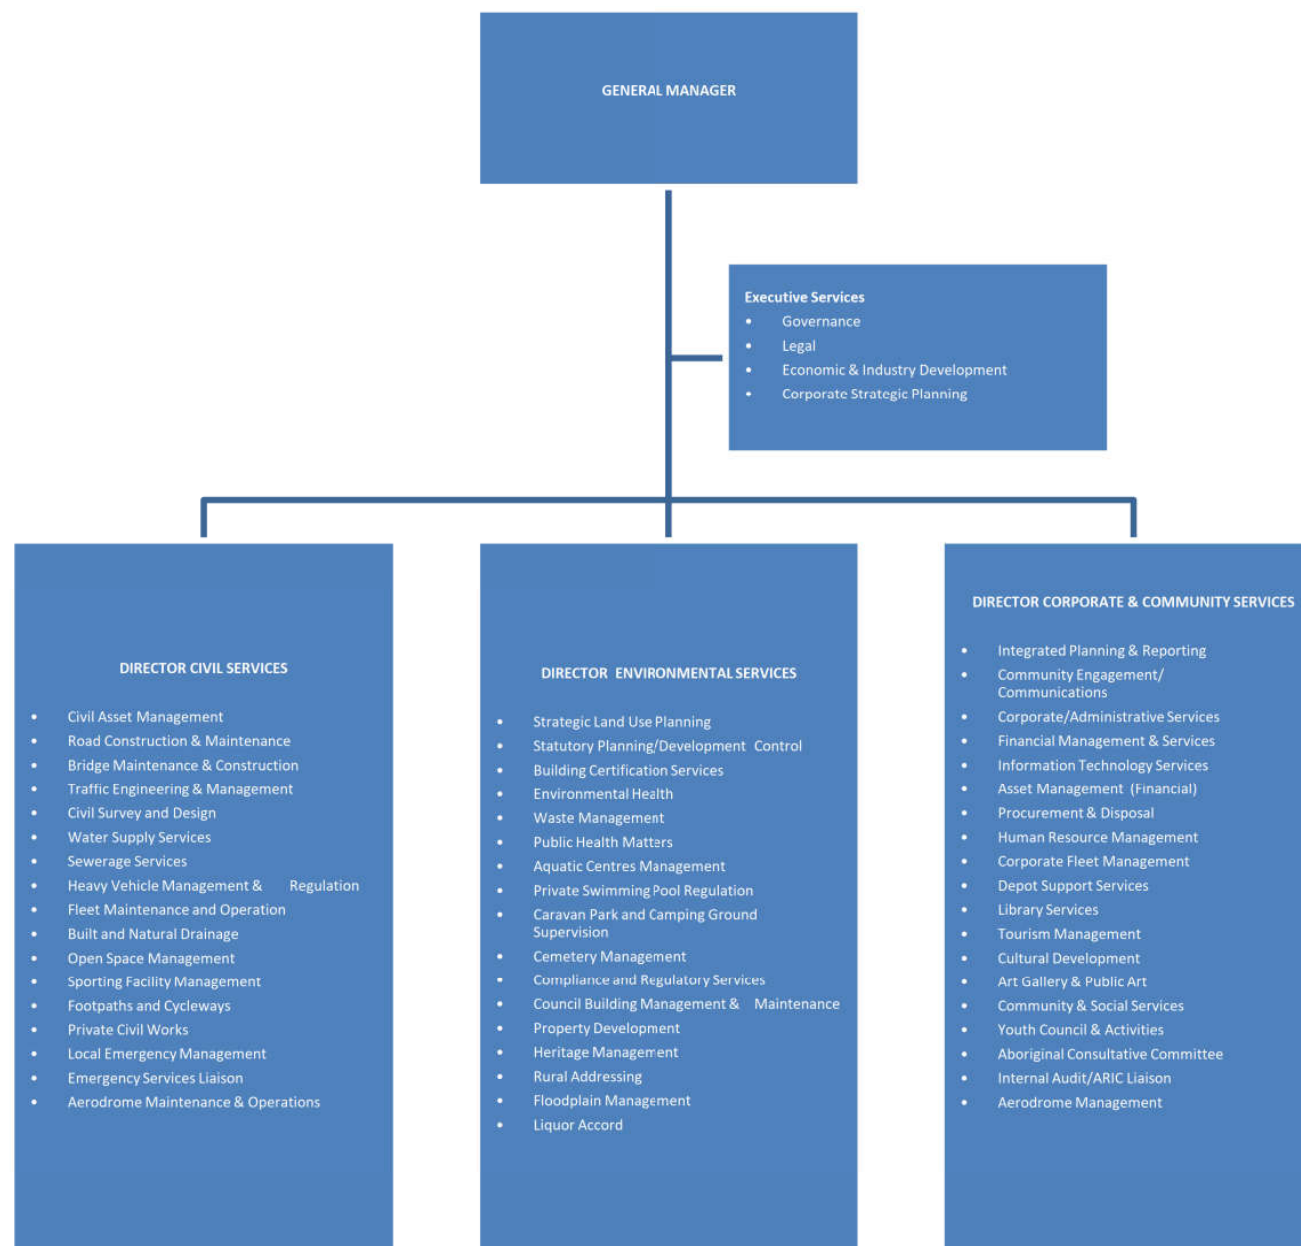 GENERAL MANAGER
Executive Services
• Governance
• Legal
• Economic & Industry Development
• Corporate Strategic Planning
DIRECTOR CIVIL SERVICES
• Civil Asset Management
• Road Construction & Maintenance
• Bridge Maintenance & Construction
• Traffic Engineering & Management
• Civil Survey and Design
• Water Supply Services
• Sewerage Services
• Heavy Vehicle Management & Regulation
• Fleet Maintenance and Operation
• Built and Natural Drainage
• Open Space Management
• Sporting Facility Management
• Footpaths and Cycleways
• Private Civil Works
• Local Emergency Management
• Emergency Services Liaison
• Aerodrome Maintenance & Operations
DIRECTOR ENVIRONMENTAL SERVICES
• Strategic Land Use Planning
• Statutory Planning/Development Control
• Building Certification Services
• Environmental Health
• Waste Management
• Public Health Matters
• Aquatic Centres Management
• Private Swimming Pool Regulation
• Caravan Park and Camping Ground
Supervision
• Cemetery Management
• Compliance and Regulatory Services
• Council Building Management & Maintenance
• Property Development
• Heritage Management
• Rural Addressing
• Floodplain Management
• Liquor Accord
DIRECTOR CORPORATE & COMMUNITY SERVICES
• Integrated Planning & Reporting
• Community Engagement/
Communications
• Corporate/Administrative Services
• Financial Management & Services
• Information Technology Services
• Asset Management (Financial)
• Procurement & Disposal
• Human Resource Management
• Corporate Fleet Management
• Depot Support Services
• Library Services
• Tourism Management
• Cultural Development
• Art Gallery & Public Art
• Community & Social Services
• Youth Council & Activities
• Aboriginal Consultative Committee
• Internal Audit/ARIC Liaison
• Aerodrome Management